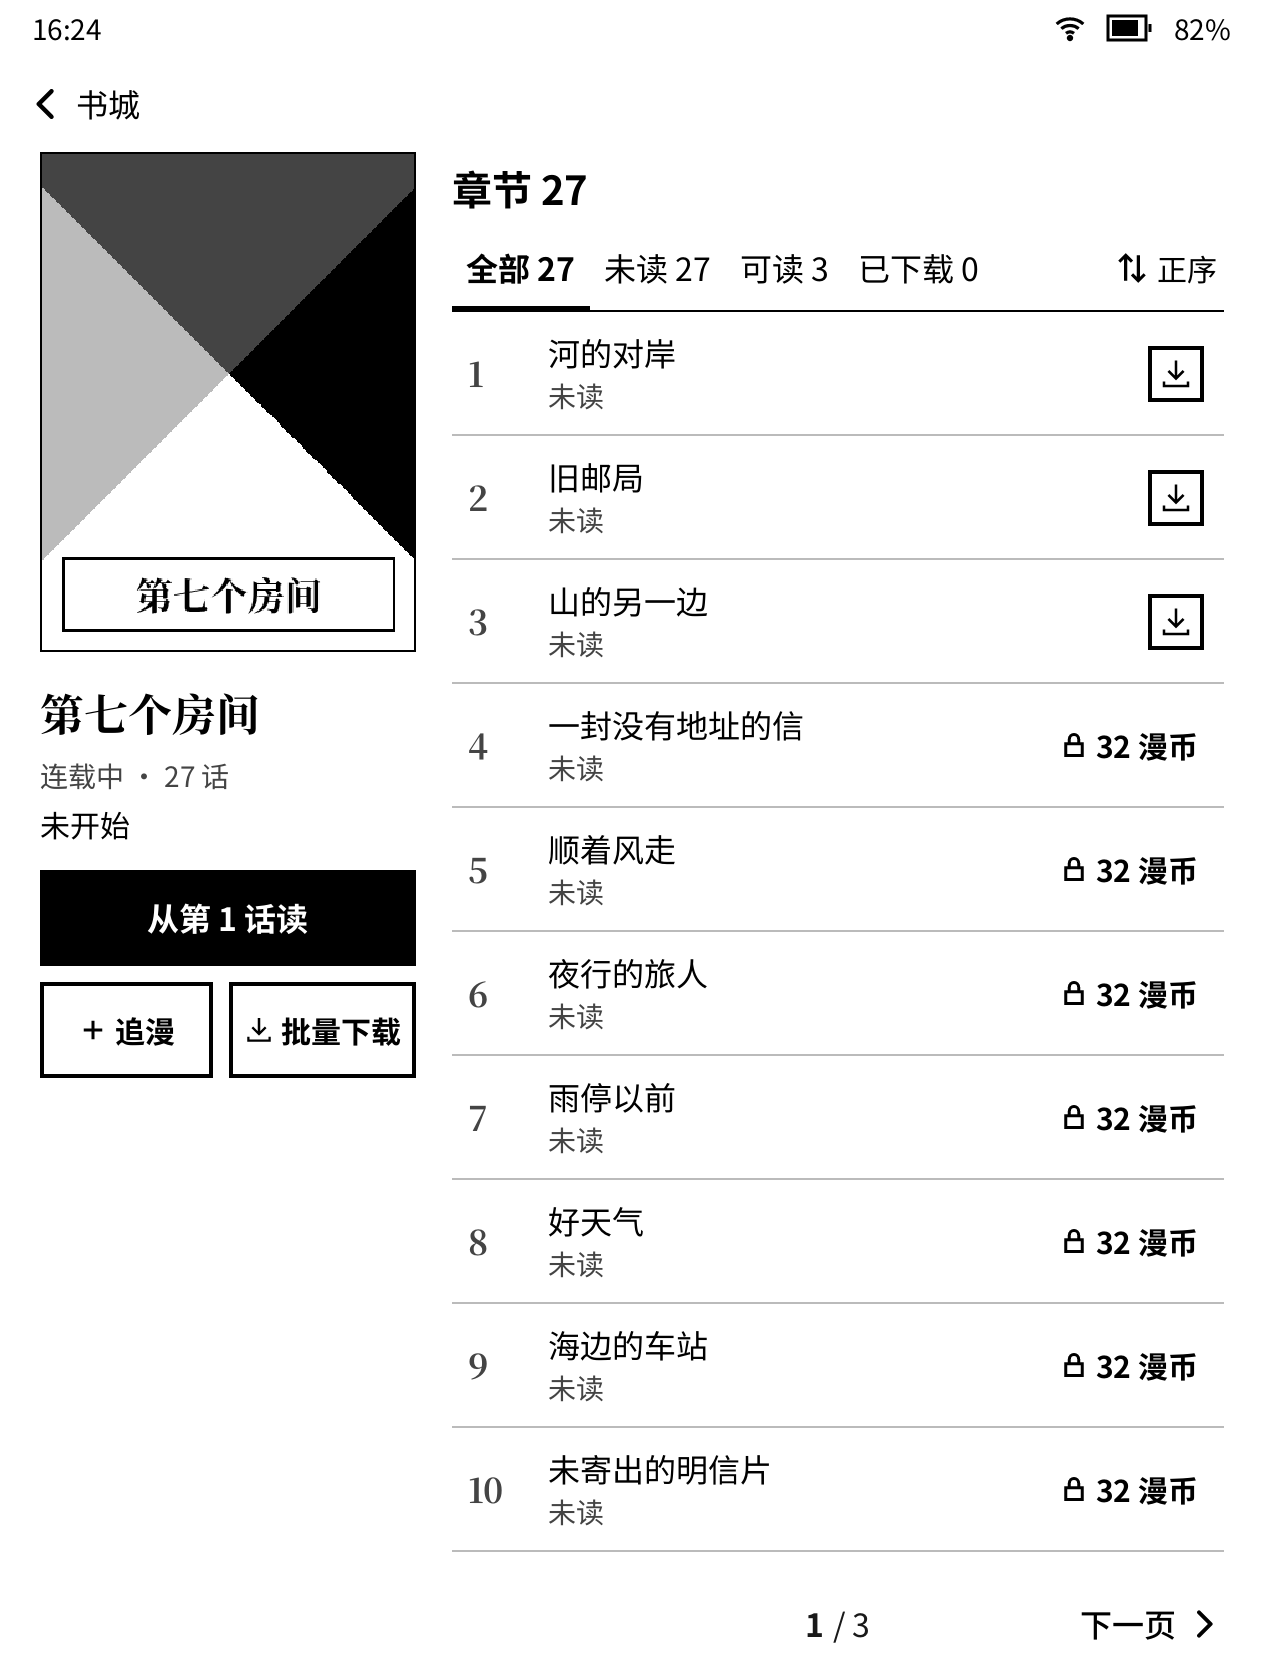 16:24
82%
书城
第七个房间
第七个房间
连载中 · 27 话
未开始
从第 1 话读
+ 追漫
批量下载
章节 27
全部 27 未读 27 可读 3 已下载 0 正序
1 河的对岸
未读
2 旧邮局
未读
3 山的另一边
未读
4 一封没有地址的信 32 漫币
未读
5 顺着风走 32 漫币
未读
6 夜行的旅人 32 漫币
未读
7 雨停以前 32 漫币
未读
8 好天气 32 漫币
未读
9 海边的车站 32 漫币
未读
10 未寄出的明信片 32 漫币
未读
1 / 3
下一页